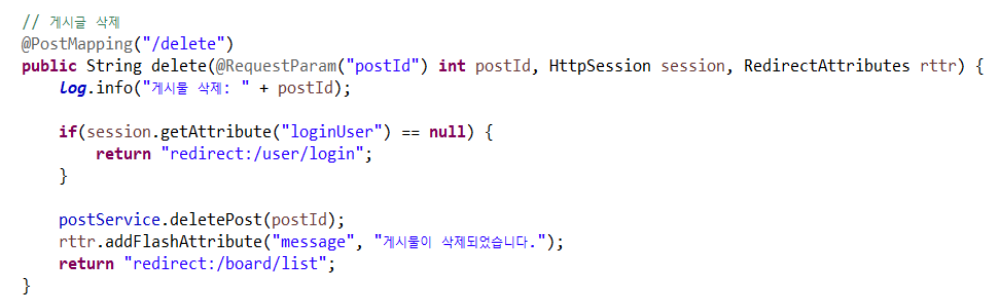 // 게시글 삭제
@PostMapping("/delete")
public String delete(@RequestParam("postId") int postId, HttpSession session, RedirectAttributes rttr) {
    log.info("게시물 삭제: " + postId);

    if(session.getAttribute("loginUser") == null) {
        return "redirect:/user/login";
    }

    postService.deletePost(postId);
    rttr.addFlashAttribute("message", "게시물이 삭제되었습니다.");
    return "redirect:/board/list";
}